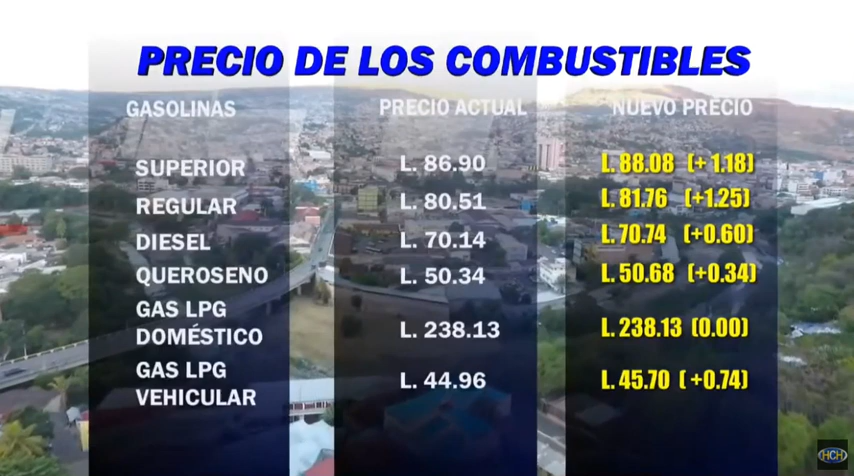 PRECIO DE LOS COMBUSTIBLES
GASOLINAS PRECIO ACTUAL NUEVO PRECIO
SUPERIOR L. 86.90 L. 88.08 (+ 1.18)
REGULAR L. 80.51 L. 81.76 (+1.25)
DIESEL L. 70.14 L. 70.74 (+0.60)
QUEROSENO L. 50.34 L. 50.68 (+0.34)
GAS LPG
DOMÉSTICO L. 238.13 L. 238.13 (0.00)
GAS LPG
VEHICULAR L. 44.96 L. 45.70 ( +0.74)
HCH